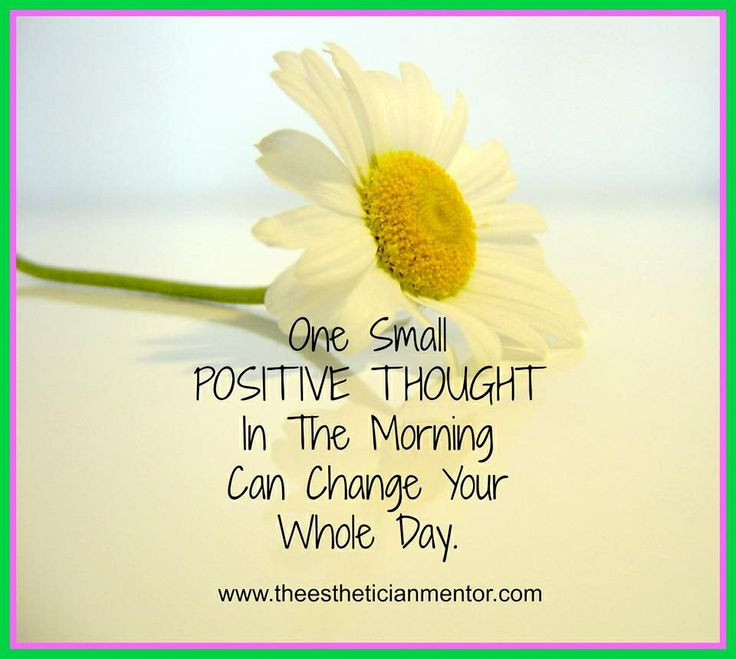 One Small
POSITIVE THOUGHT
In The Morning
Can Change Your
Whole Day.
www.theestheticianmentor.com